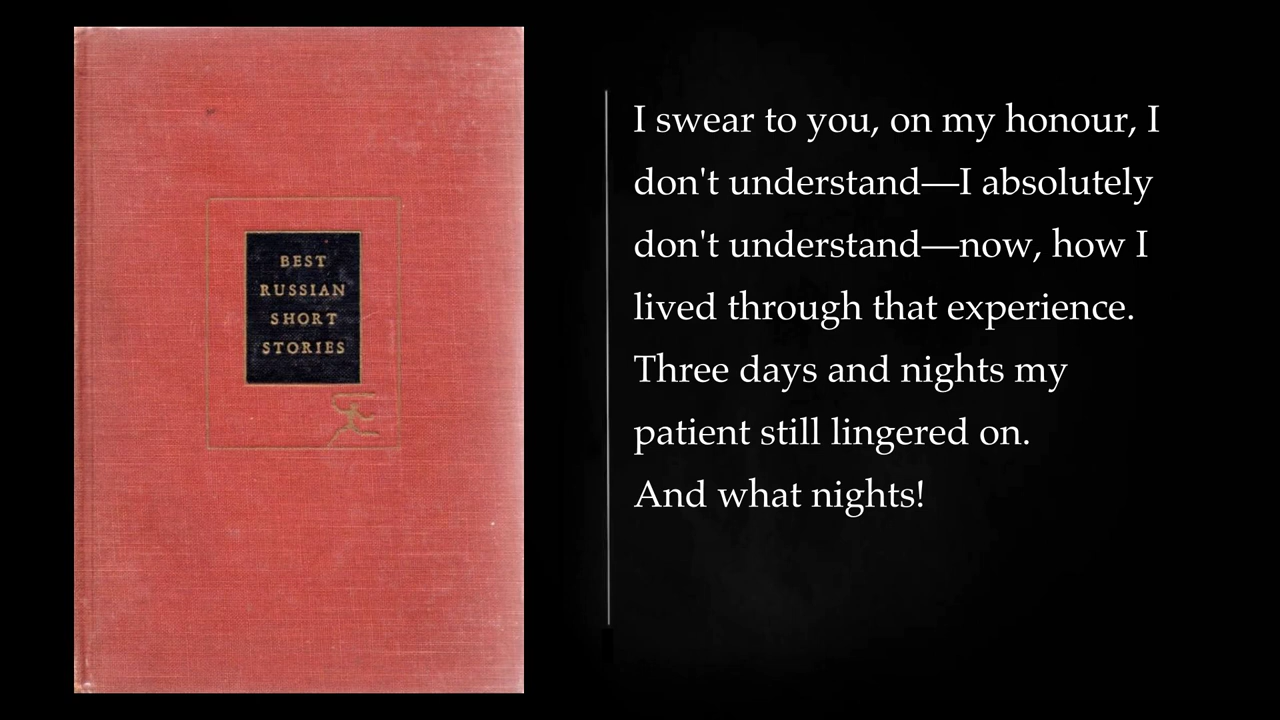 BEST
RUSSIAN
SHORT
STORIES
I swear to you, on my honour, I
don't understand—I absolutely
don't understand—now, how I
lived through that experience.
Three days and nights my
patient still lingered on.
And what nights!